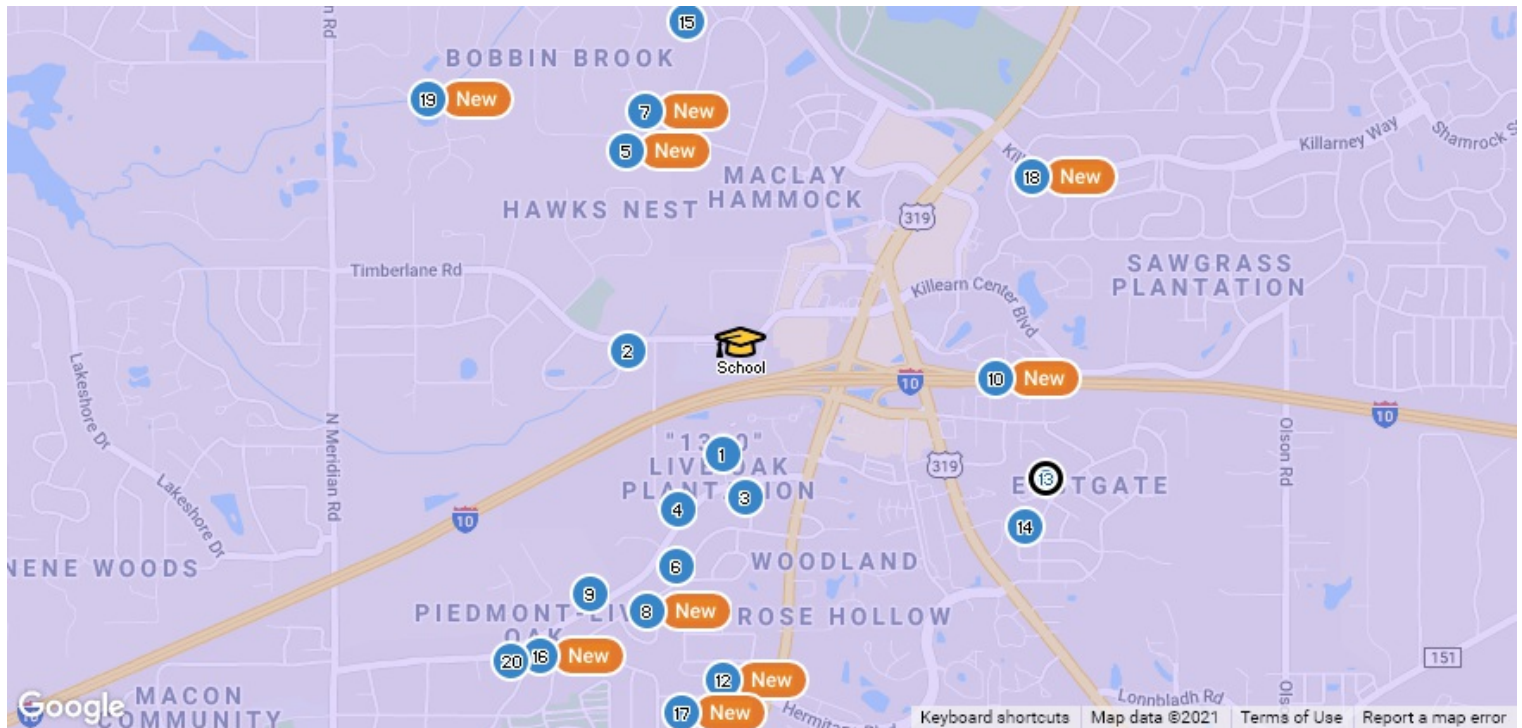 15
BOBBIN BROOK
19 New
7 New
5 New
MACLAY
HAMMOCK
HAWKS NEST
18 New
Killarney Way
319
Timberlane Rd
SAWGRASS
PLANTATION
Killearn Center Blvd
2
School
10 New
10
10
Lakeshore Dr
N Meridian Rd
Olson Rd
1
LIVE OAK
PLANTATION
3
4
319
13
14
10
Lakeshore Dr
NENE WOODS
6
WOODLAND
9
PIEDMONT-LIV
OAK
8 New
ROSE HOLLOW
20
16 New
151
12 New
17 New
MACON
COMMUNITY
10
Lonnbladh Rd
Google
Keyboard shortcuts
Map data ©2021
Terms of Use
Report a map error